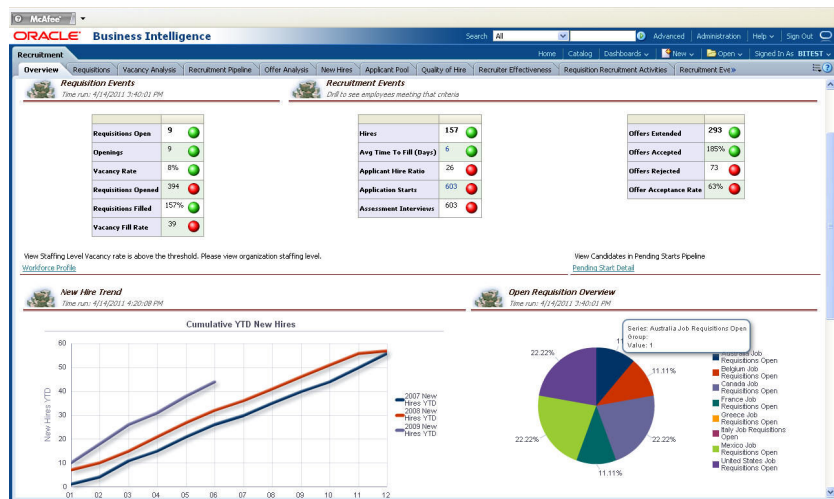 McAfee
ORACLE Business Intelligence
Search All Advanced Administration Help Sign Out
Recruitment
Home Catalog Dashboards New Open Signed In As BITEST
Overview Requisitions Vacancy Analysis Recruitment Pipeline Offer Analysis New Hires Applicant Pool Quality of Hire Recruiter Effectiveness Requisition Recruitment Activities Recruitment Eve»
Requisition Events
Time run: 4/14/2011 3:40:01 PM
Recruitment Events
Drill to see employees meeting that criteria
Requisitions Open 9
Openings 9
Vacancy Rate 8%
Requisitions Opened 394
Requisitions Filled 157%
Vacancy Fill Rate 39
Hires 157
Avg Time To Fill (Days) 6
Applicant Hire Ratio 26
Application Starts 603
Assessment Interviews 603
Offers Extended 293
Offers Accepted 185%
Offers Rejected 73
Offer Acceptance Rate 63%
View Staffing Level Vacancy rate is above the threshold. Please view organization staffing level.
Workforce Profile
View Candidates in Pending Starts Pipeline
Pending Start Detail
New Hire Trend
Time run: 4/14/2011 4:20:08 PM
Open Requisition Overview
Time run: 4/14/2011 3:40:01 PM
Cumulative YTD New Hires
New Hires YTD
60
50
40
30
20
10
0
01 02 03 04 05 06 07 08 09 10 11 12
2007 New
Hires YTD
2008 New
Hires YTD
2009 New
Hires YTD
Series: Australia Job Requisitions Open
Group:
Value: 1
22.22%
11.11%
22.22%
22.22%
11.11%
Australia Job
Requisitions Open
Belgium Job
Requisitions Open
Canada Job
Requisitions Open
France Job
Requisitions Open
Greece Job
Requisitions Open
Italy Job Requisitions
Open
Mexico Job
Requisitions Open
United States Job
Requisitions Open